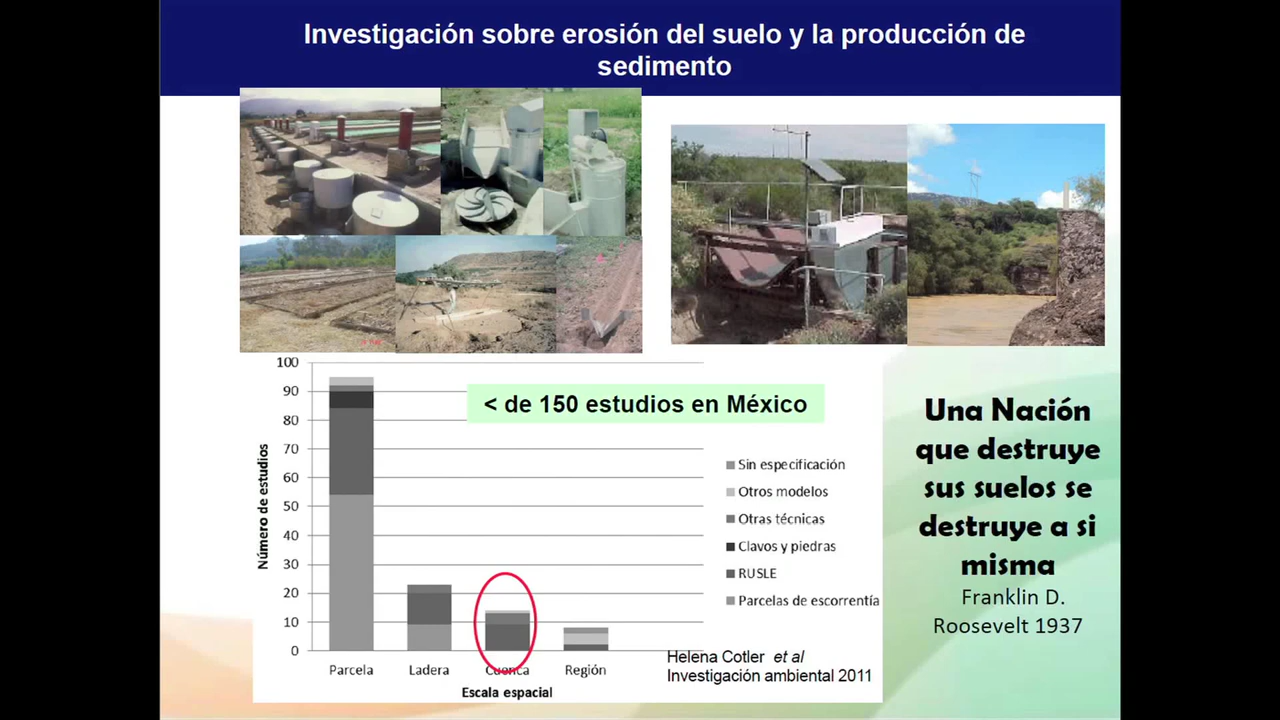 Investigación sobre erosión del suelo y la producción de
sedimento
100
90
80
70
60
50
40
30
20
10
0
Número de estudios
< de 150 estudios en México
Sin especificación
Otros modelos
Otras técnicas
Clavos y piedras
RUSLE
Parcelas de escorrentía
Parcela
Ladera
Cuenca
Región
Escala espacial
Helena Cotler et al
Investigación ambiental 2011
Una Nación
que destruye
sus suelos se
destruye a si
misma
Franklin D.
Roosevelt 1937